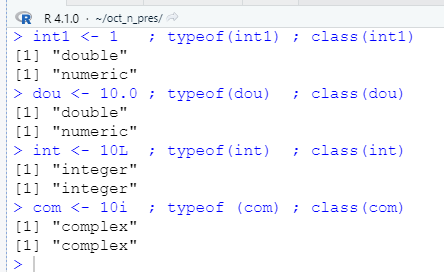 R R 4.1.0 · ~/oct_n_pres/
> int1 <- 1   ; typeof(int1) ; class(int1)
[1] "double"
[1] "numeric"
> dou <- 10.0 ; typeof(dou)  ; class(dou)
[1] "double"
[1] "numeric"
> int <- 10L  ; typeof(int)  ; class(int)
[1] "integer"
[1] "integer"
> com <- 10i  ; typeof (com) ; class(com)
[1] "complex"
[1] "complex"
>